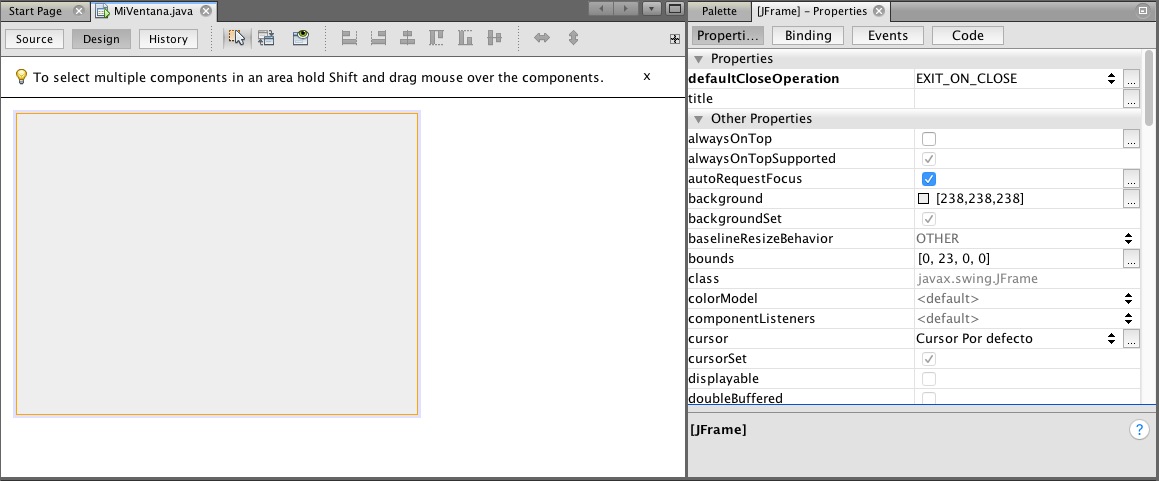 Start Page
MiVentana.java
Source
Design
History
To select multiple components in an area hold Shift and drag mouse over the components.
x
Palette
[JFrame] – Properties
Properti...
Binding
Events
Code
Properties
defaultCloseOperation EXIT_ON_CLOSE ...
title ...
Other Properties
alwaysOnTop ...
alwaysOnTopSupported
autoRequestFocus ...
background [238,238,238] ...
backgroundSet
baselineResizeBehavior OTHER
bounds [0, 23, 0, 0] ...
class javax.swing.JFrame
colorModel <default>
componentListeners <default>
cursor Cursor Por defecto ...
cursorSet
displayable
doubleBuffered
[JFrame]
?